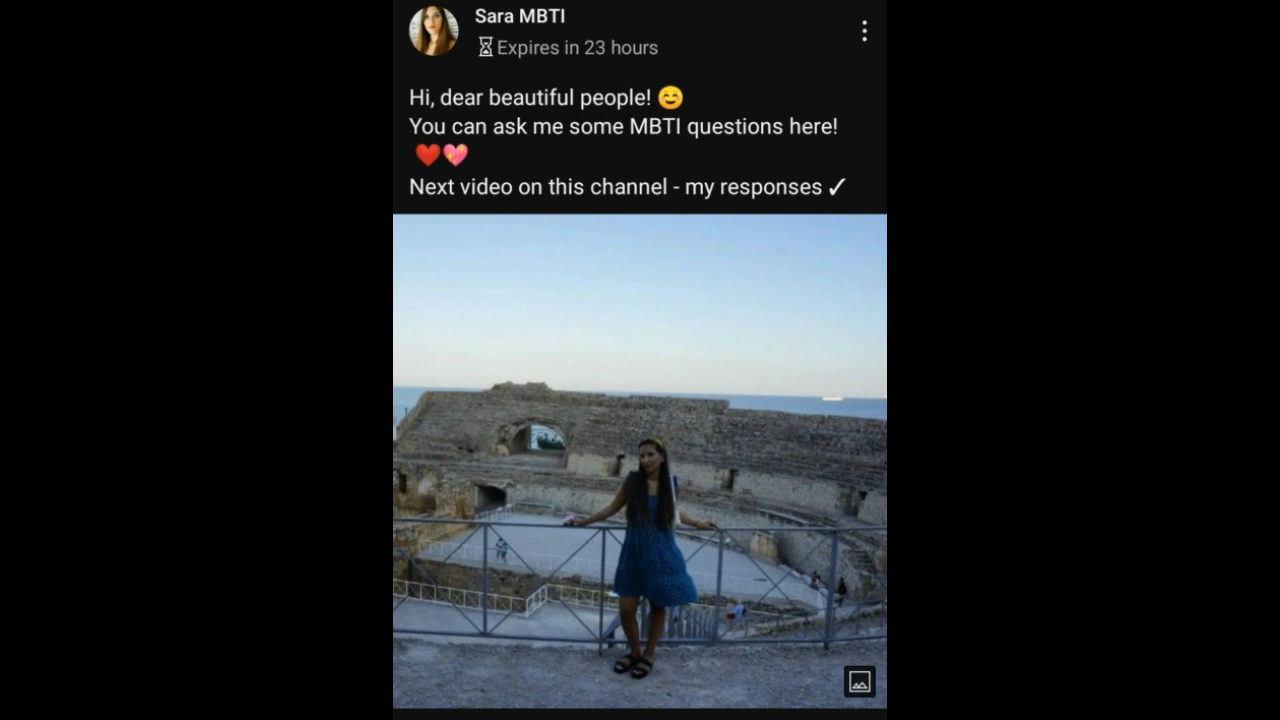 Sara MBTI
Expires in 23 hours
Hi, dear beautiful people! 😊
You can ask me some MBTI questions here!
❤️💖
Next video on this channel - my responses ✓